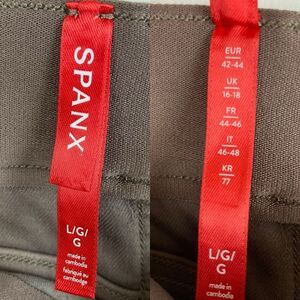 SPANX
L/G/
G
made in
cambodia
fabriqué au
cambodge
EUR
42-44
UK
16-18
FR
44-46
IT
46-48
KR
77
L/G/
G
made in
cambodia